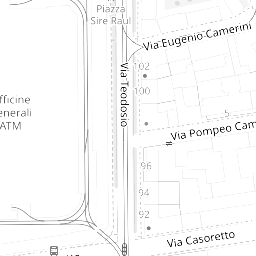 Piazza
Sire Raul
Via Eugenio Camerini
102
100
Via Teodosio
fficine
enerali
ATM
5
Via Pompeo Cam
96
94
92
Via Casoretto